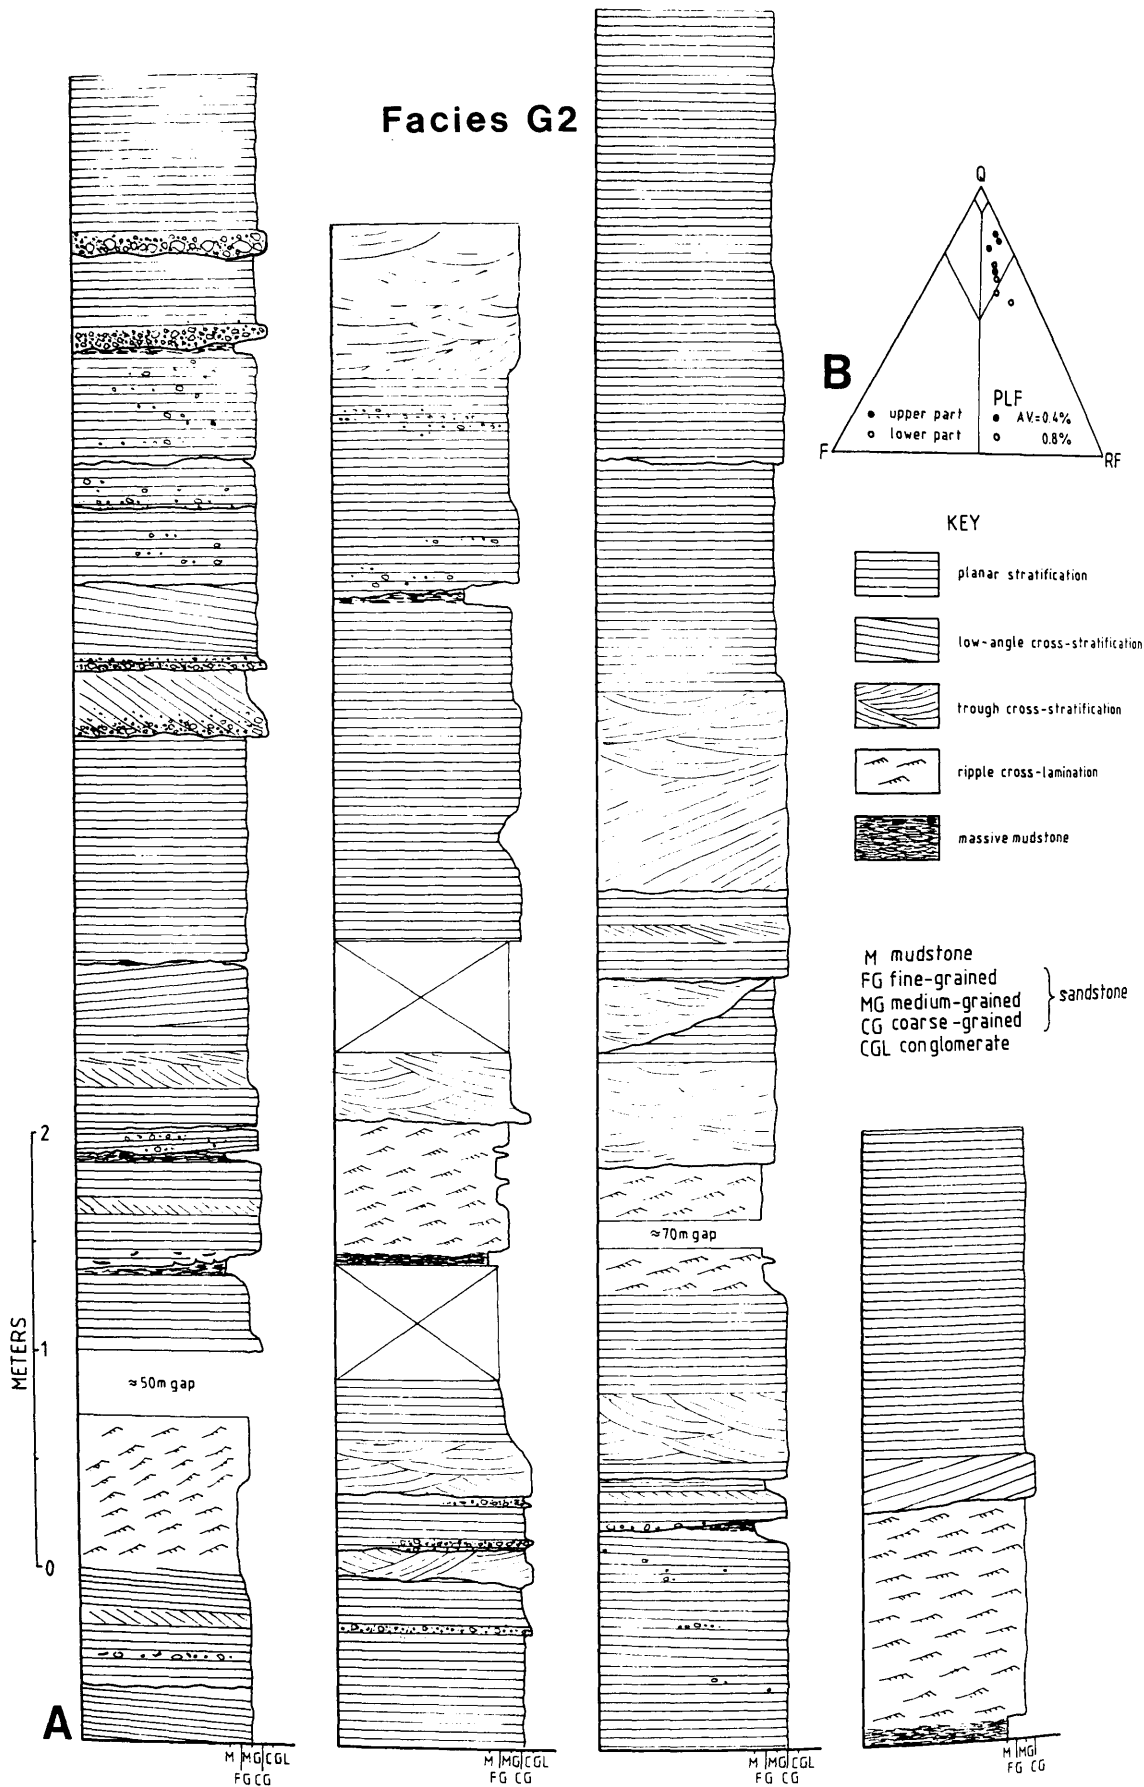 Facies G2
Q
B
PLF
● upper part ● AV.=0.4%
○ lower part ○ 0.8%
F
RF
KEY
planar stratification
low-angle cross-stratification
trough cross-stratification
ripple cross-lamination
massive mudstone
M mudstone
FG fine-grained
MG medium-grained
CG coarse-grained
sandstone
CGL conglomerate
METERS
2
1
0
≈50m gap
≈70m gap
A
M MG CGL
FG CG
M MG CGL
FG CG
M MG CGL
FG CG
M MG
FG CG